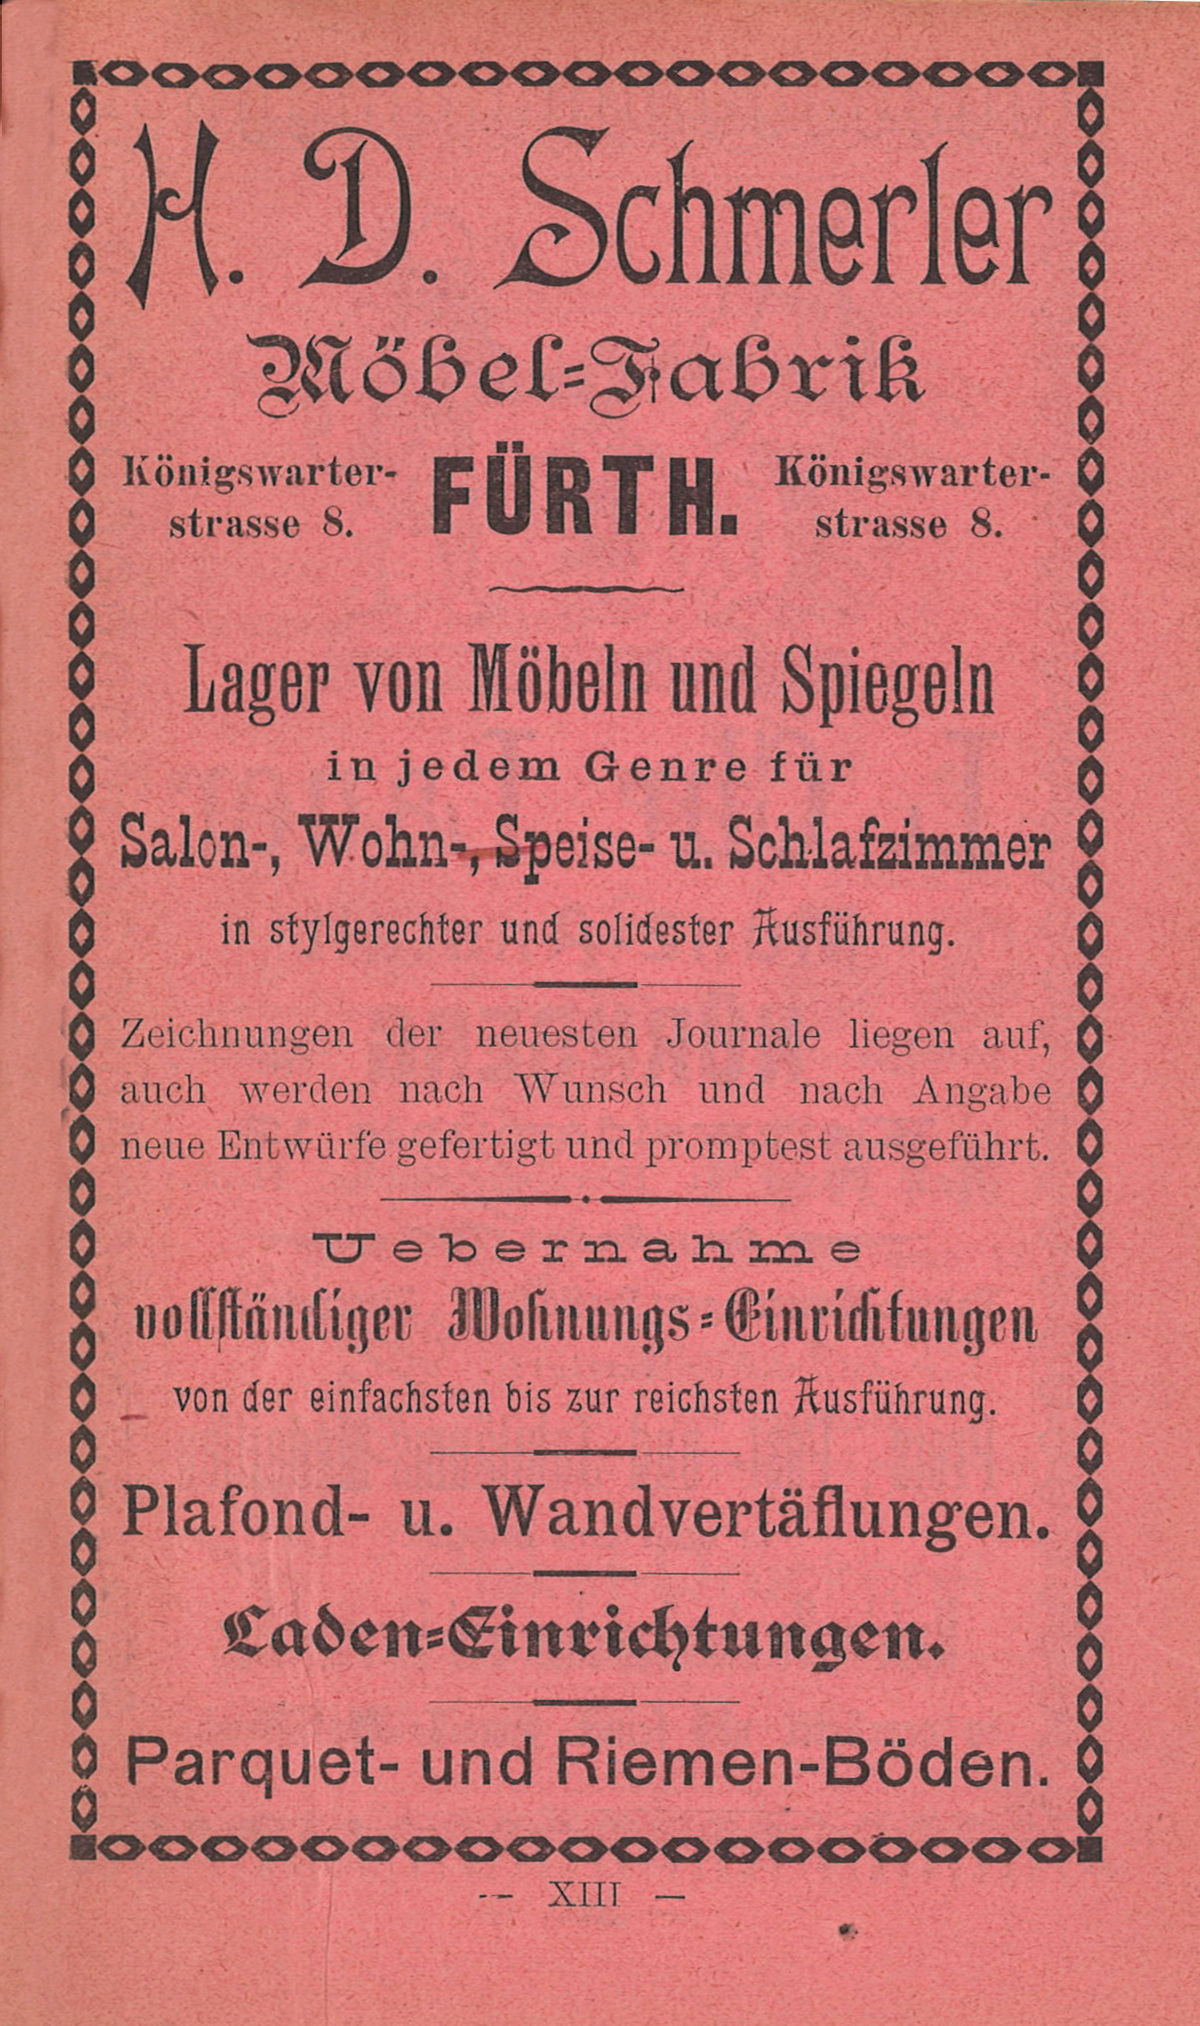 H. D. Schmerler
Möbel-Fabrik
Königswarter-
strasse 8.
FÜRTH.
Königswarter-
strasse 8.
Lager von Möbeln und Spiegeln
in jedem Genre für
Salon-, Wohn-, Speise- u. Schlafzimmer
in stylgerechter und solidester Ausführung.
Zeichnungen der neuesten Journale liegen auf,
auch werden nach Wunsch und nach Angabe
neue Entwürfe gefertigt und promptest ausgeführt.
Uebernahme
vollständiger Wohnungs-Einrichtungen
von der einfachsten bis zur reichsten Ausführung.
Plafond- u. Wandvertäflungen.
Laden-Einrichtungen.
Parquet- und Riemen-Böden.
— XIII —